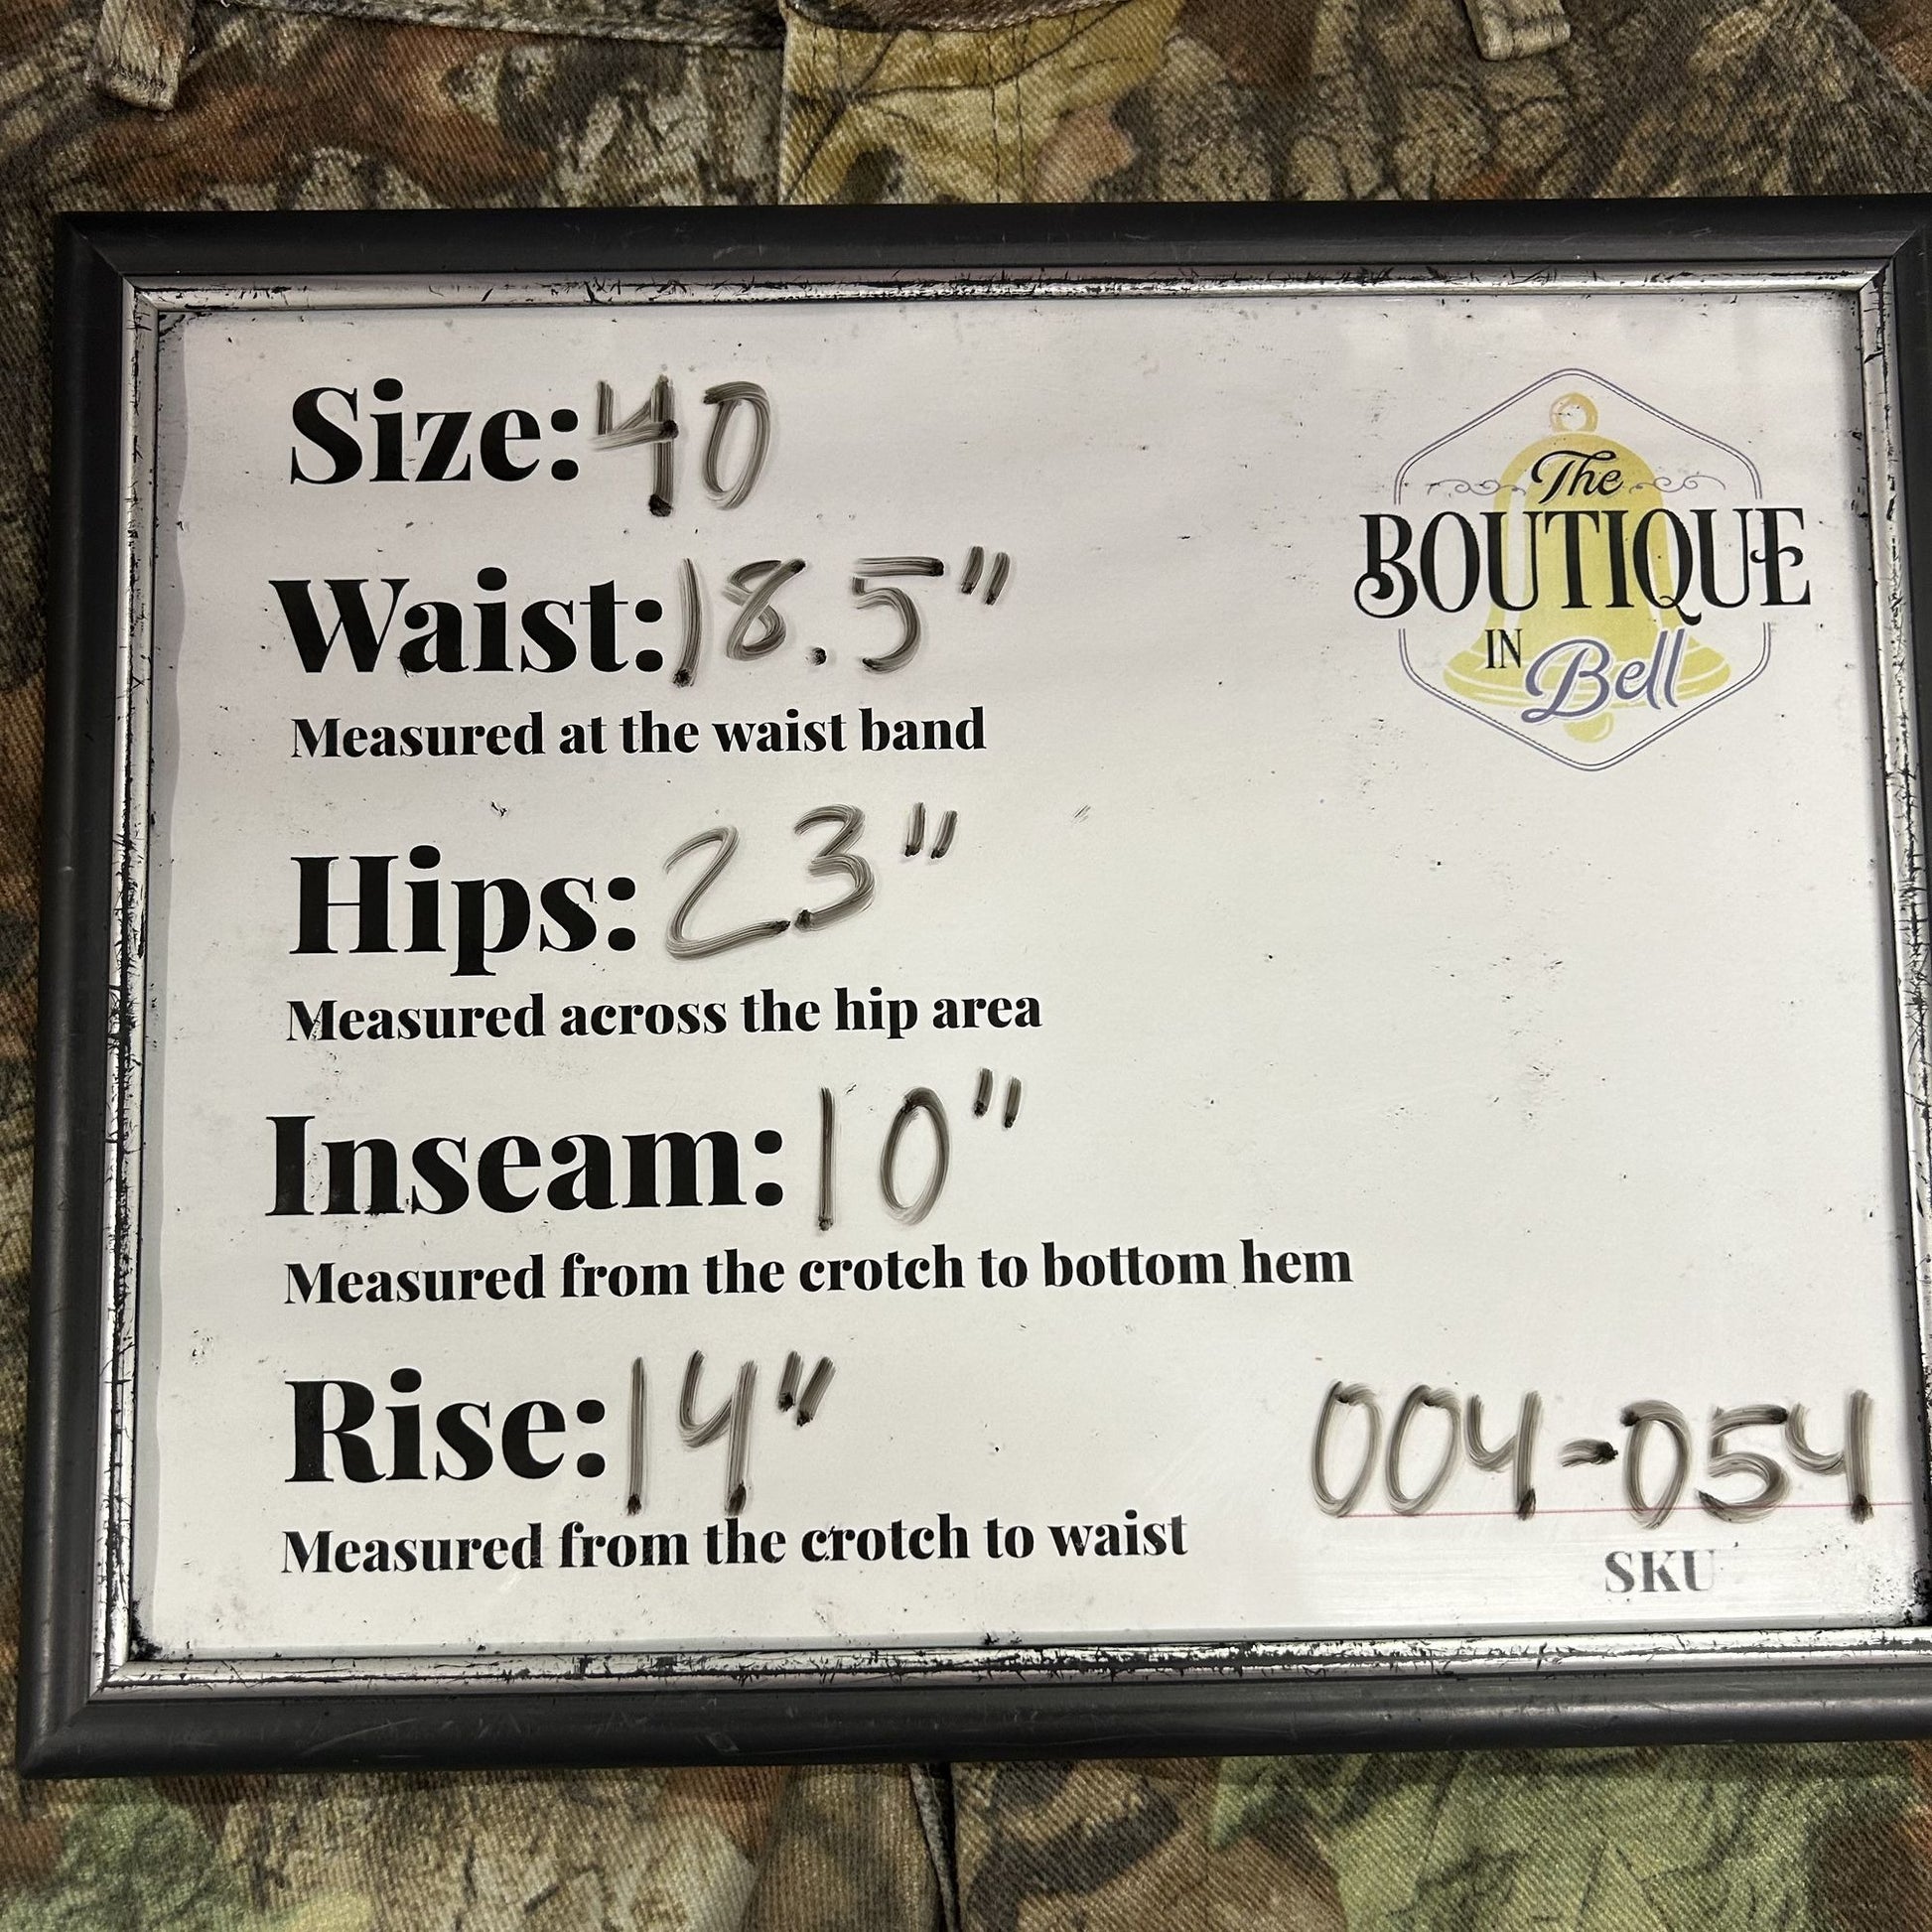 Size: 40
The
BOUTIQUE
IN Bell
Waist: 18.5"
Measured at the waist band
Hips: 23"
Measured across the hip area
Inseam: 10"
Measured from the crotch to bottom hem
Rise: 14"
Measured from the crotch to waist
004-054
SKU